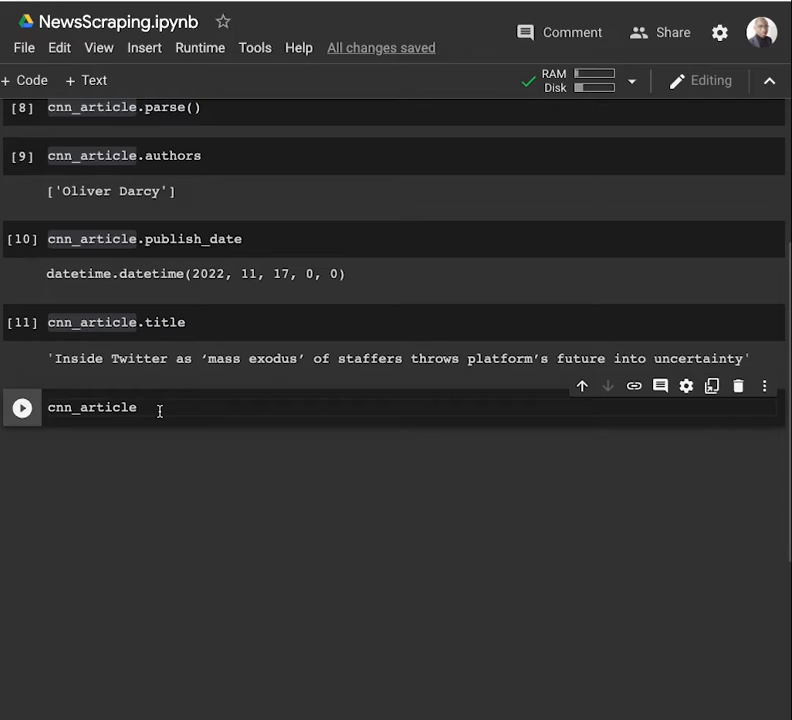 NewsScraping.ipynb
Comment Share
File Edit View Insert Runtime Tools Help All changes saved
+ Code + Text
RAM
Disk
Editing
[8] cnn_article.parse()
[9] cnn_article.authors
['Oliver Darcy']
[10] cnn_article.publish_date
datetime.datetime(2022, 11, 17, 0, 0)
[11] cnn_article.title
'Inside Twitter as ‘mass exodus’ of staffers throws platform’s future into uncertainty'
cnn_article